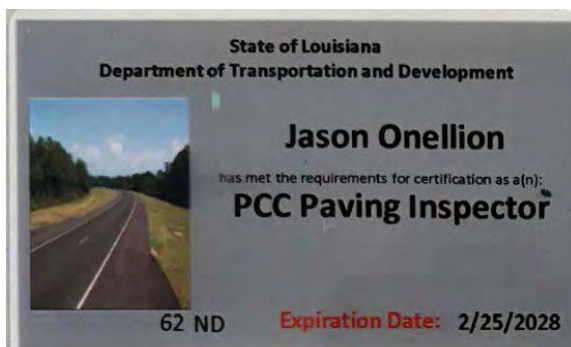 State of Louisiana
Department of Transportation and Development
Jason Onellion
has met the requirements for certification as a(n):
PCC Paving Inspector
62 ND
Expiration Date: 2/25/2028